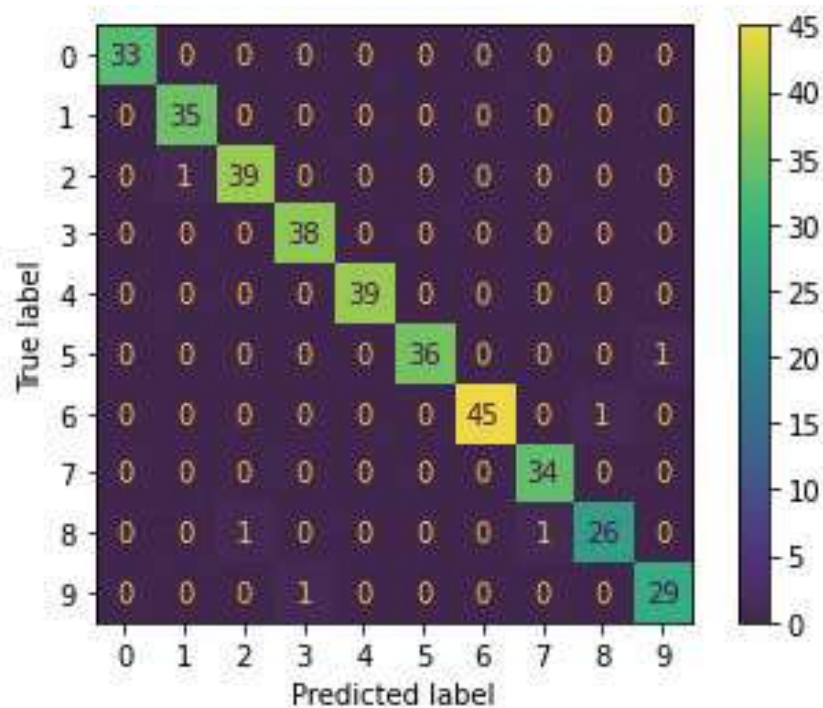 0 33 0 0 0 0 0 0 0 0 0
1 0 35 0 0 0 0 0 0 0 0
2 0 1 39 0 0 0 0 0 0 0
3 0 0 0 38 0 0 0 0 0 0
4 0 0 0 0 39 0 0 0 0 0
5 0 0 0 0 0 36 0 0 0 1
6 0 0 0 0 0 0 45 0 1 0
7 0 0 0 0 0 0 0 34 0 0
8 0 0 1 0 0 0 0 1 26 0
9 0 0 0 1 0 0 0 0 0 29
0 1 2 3 4 5 6 7 8 9
Predicted label
True label
45
40
35
30
25
20
15
10
5
0